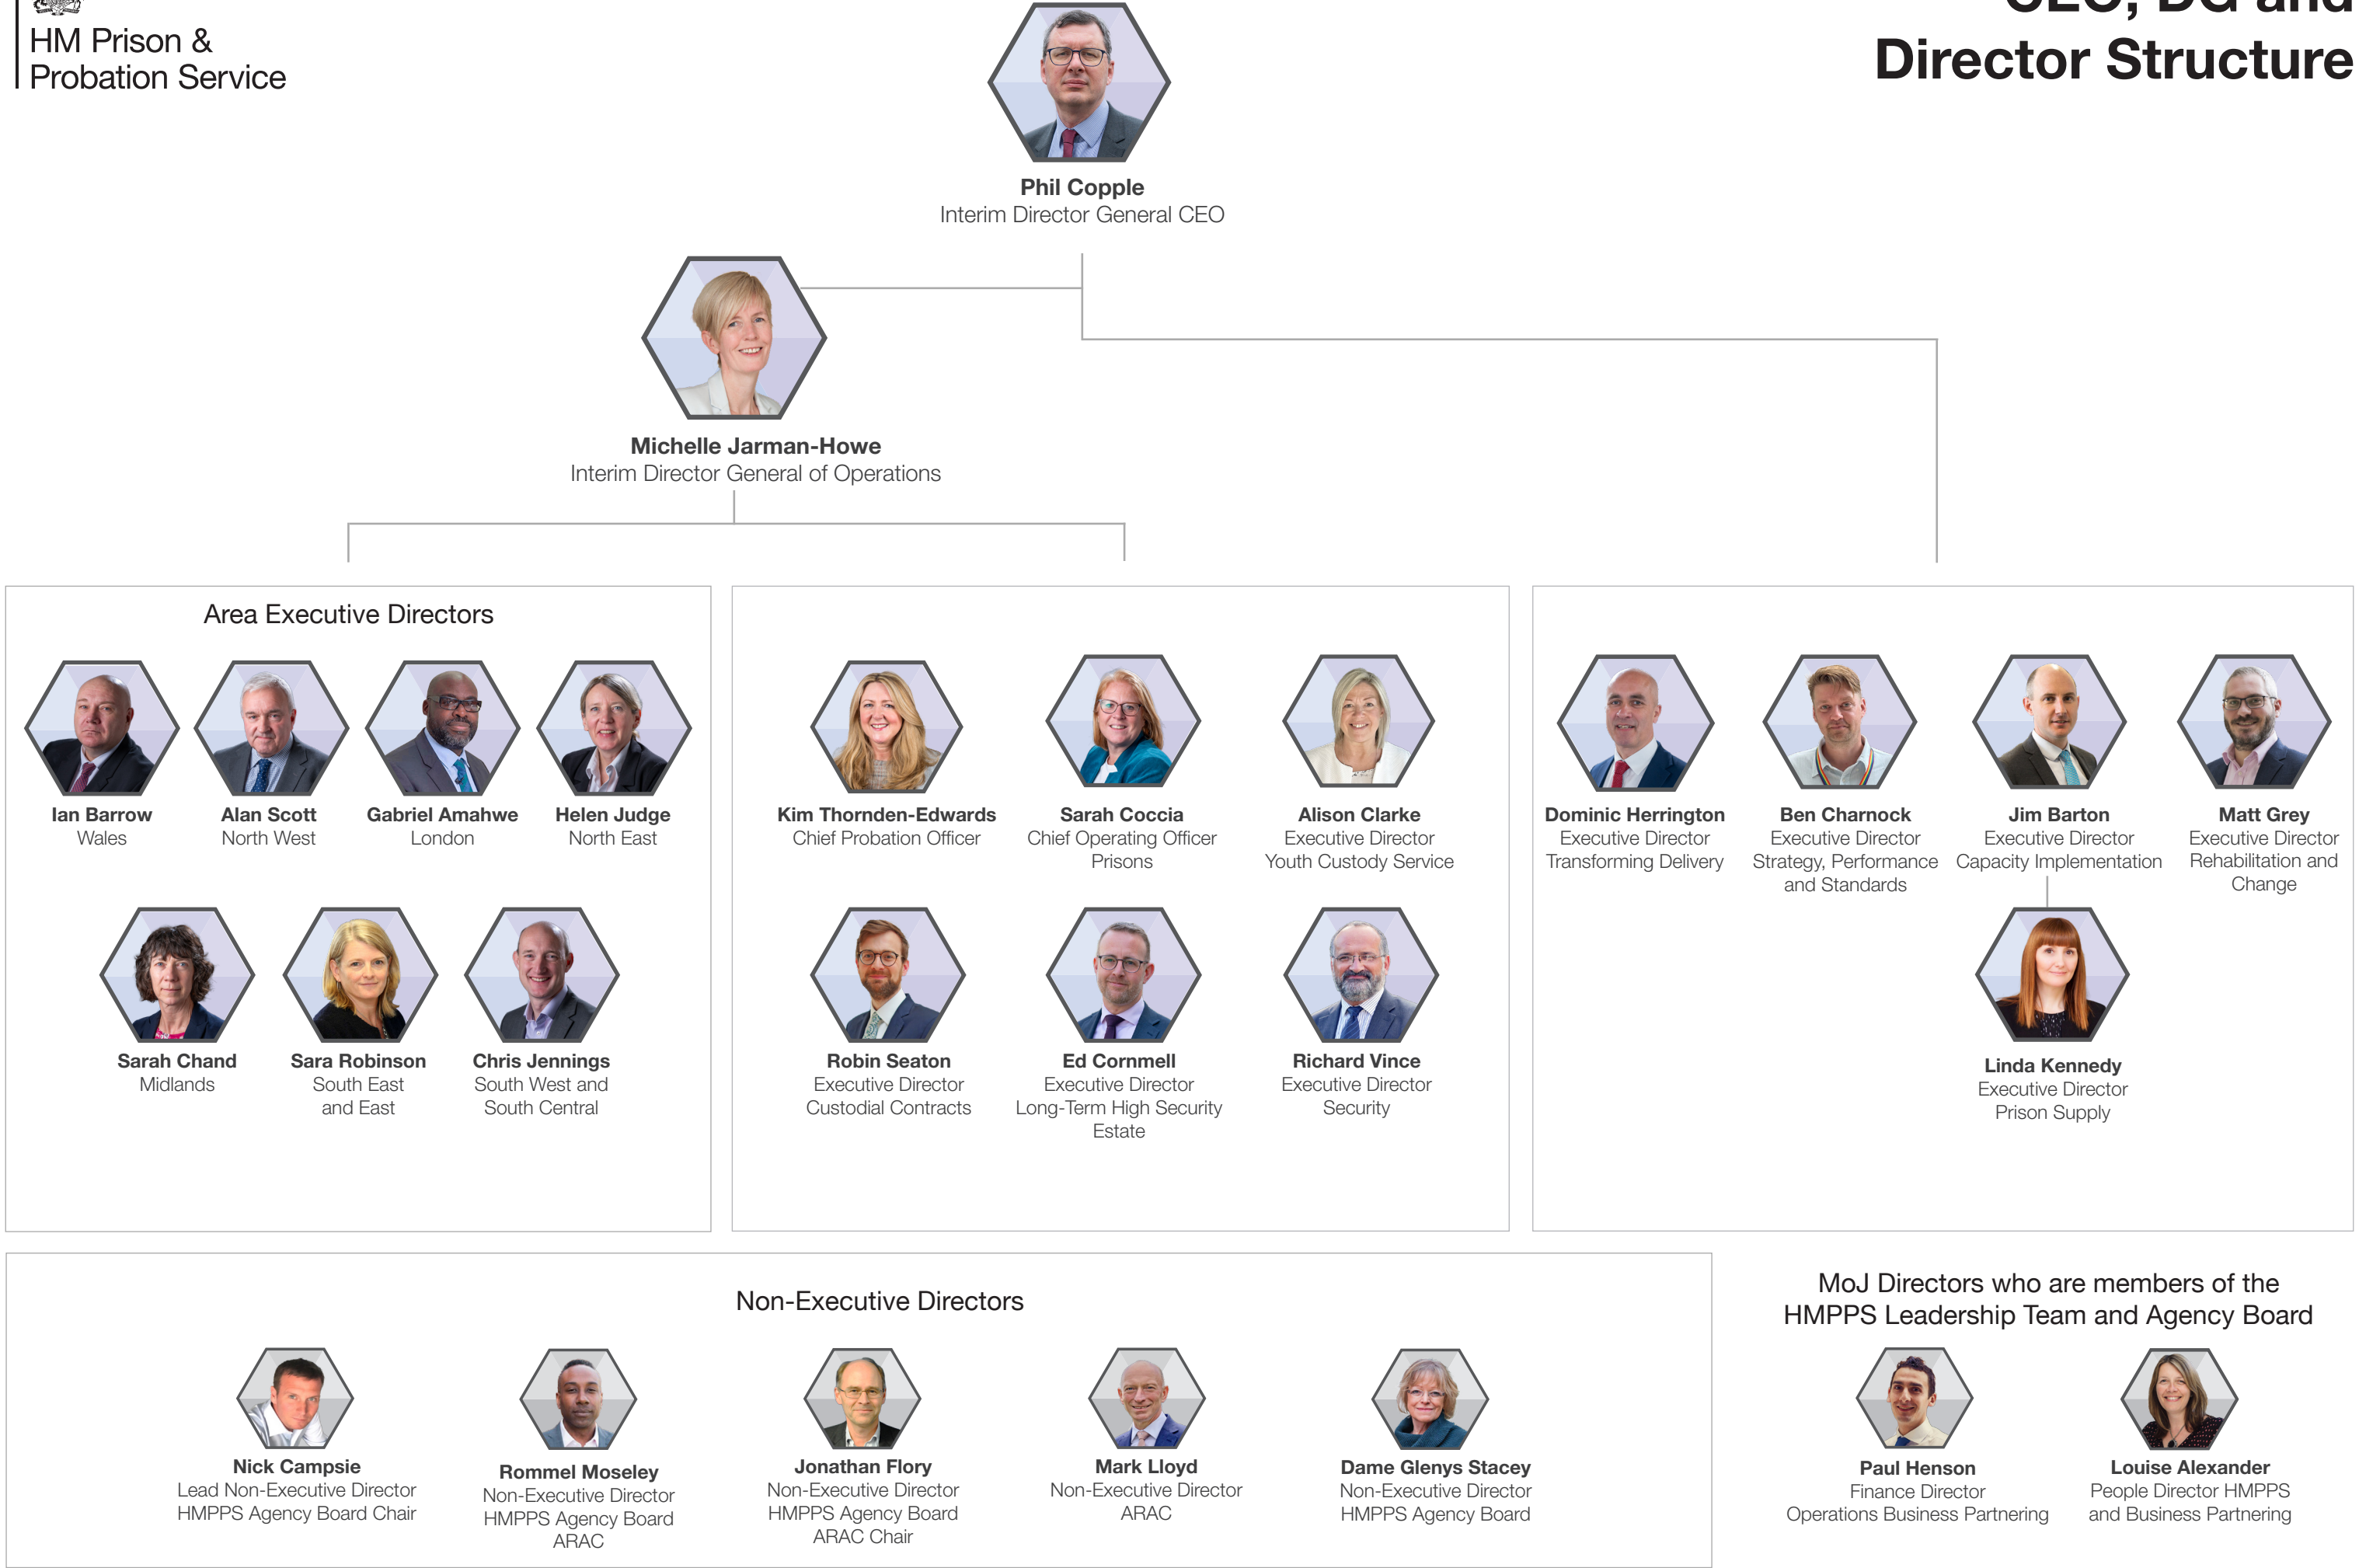 HM Prison &
Probation Service
CEO, DG and
Director Structure
Phil Copple
Interim Director General CEO
Michelle Jarman-Howe
Interim Director General of Operations
Area Executive Directors
Ian Barrow
Wales
Alan Scott
North West
Gabriel Amahwe
London
Helen Judge
North East
Sarah Chand
Midlands
Sara Robinson
South East
and East
Chris Jennings
South West and
South Central
Kim Thornden-Edwards
Chief Probation Officer
Sarah Coccia
Chief Operating Officer
Prisons
Alison Clarke
Executive Director
Youth Custody Service
Robin Seaton
Executive Director
Custodial Contracts
Ed Cornmell
Executive Director
Long-Term High Security
Estate
Richard Vince
Executive Director
Security
Dominic Herrington
Executive Director
Transforming Delivery
Ben Charnock
Executive Director
Strategy, Performance
and Standards
Jim Barton
Executive Director
Capacity Implementation
Matt Grey
Executive Director
Rehabilitation and
Change
Linda Kennedy
Executive Director
Prison Supply
Non-Executive Directors
Nick Campsie
Lead Non-Executive Director
HMPPS Agency Board Chair
Rommel Moseley
Non-Executive Director
HMPPS Agency Board
ARAC
Jonathan Flory
Non-Executive Director
HMPPS Agency Board
ARAC Chair
Mark Lloyd
Non-Executive Director
ARAC
Dame Glenys Stacey
Non-Executive Director
HMPPS Agency Board
MoJ Directors who are members of the
HMPPS Leadership Team and Agency Board
Paul Henson
Finance Director
Operations Business Partnering
Louise Alexander
People Director HMPPS
and Business Partnering